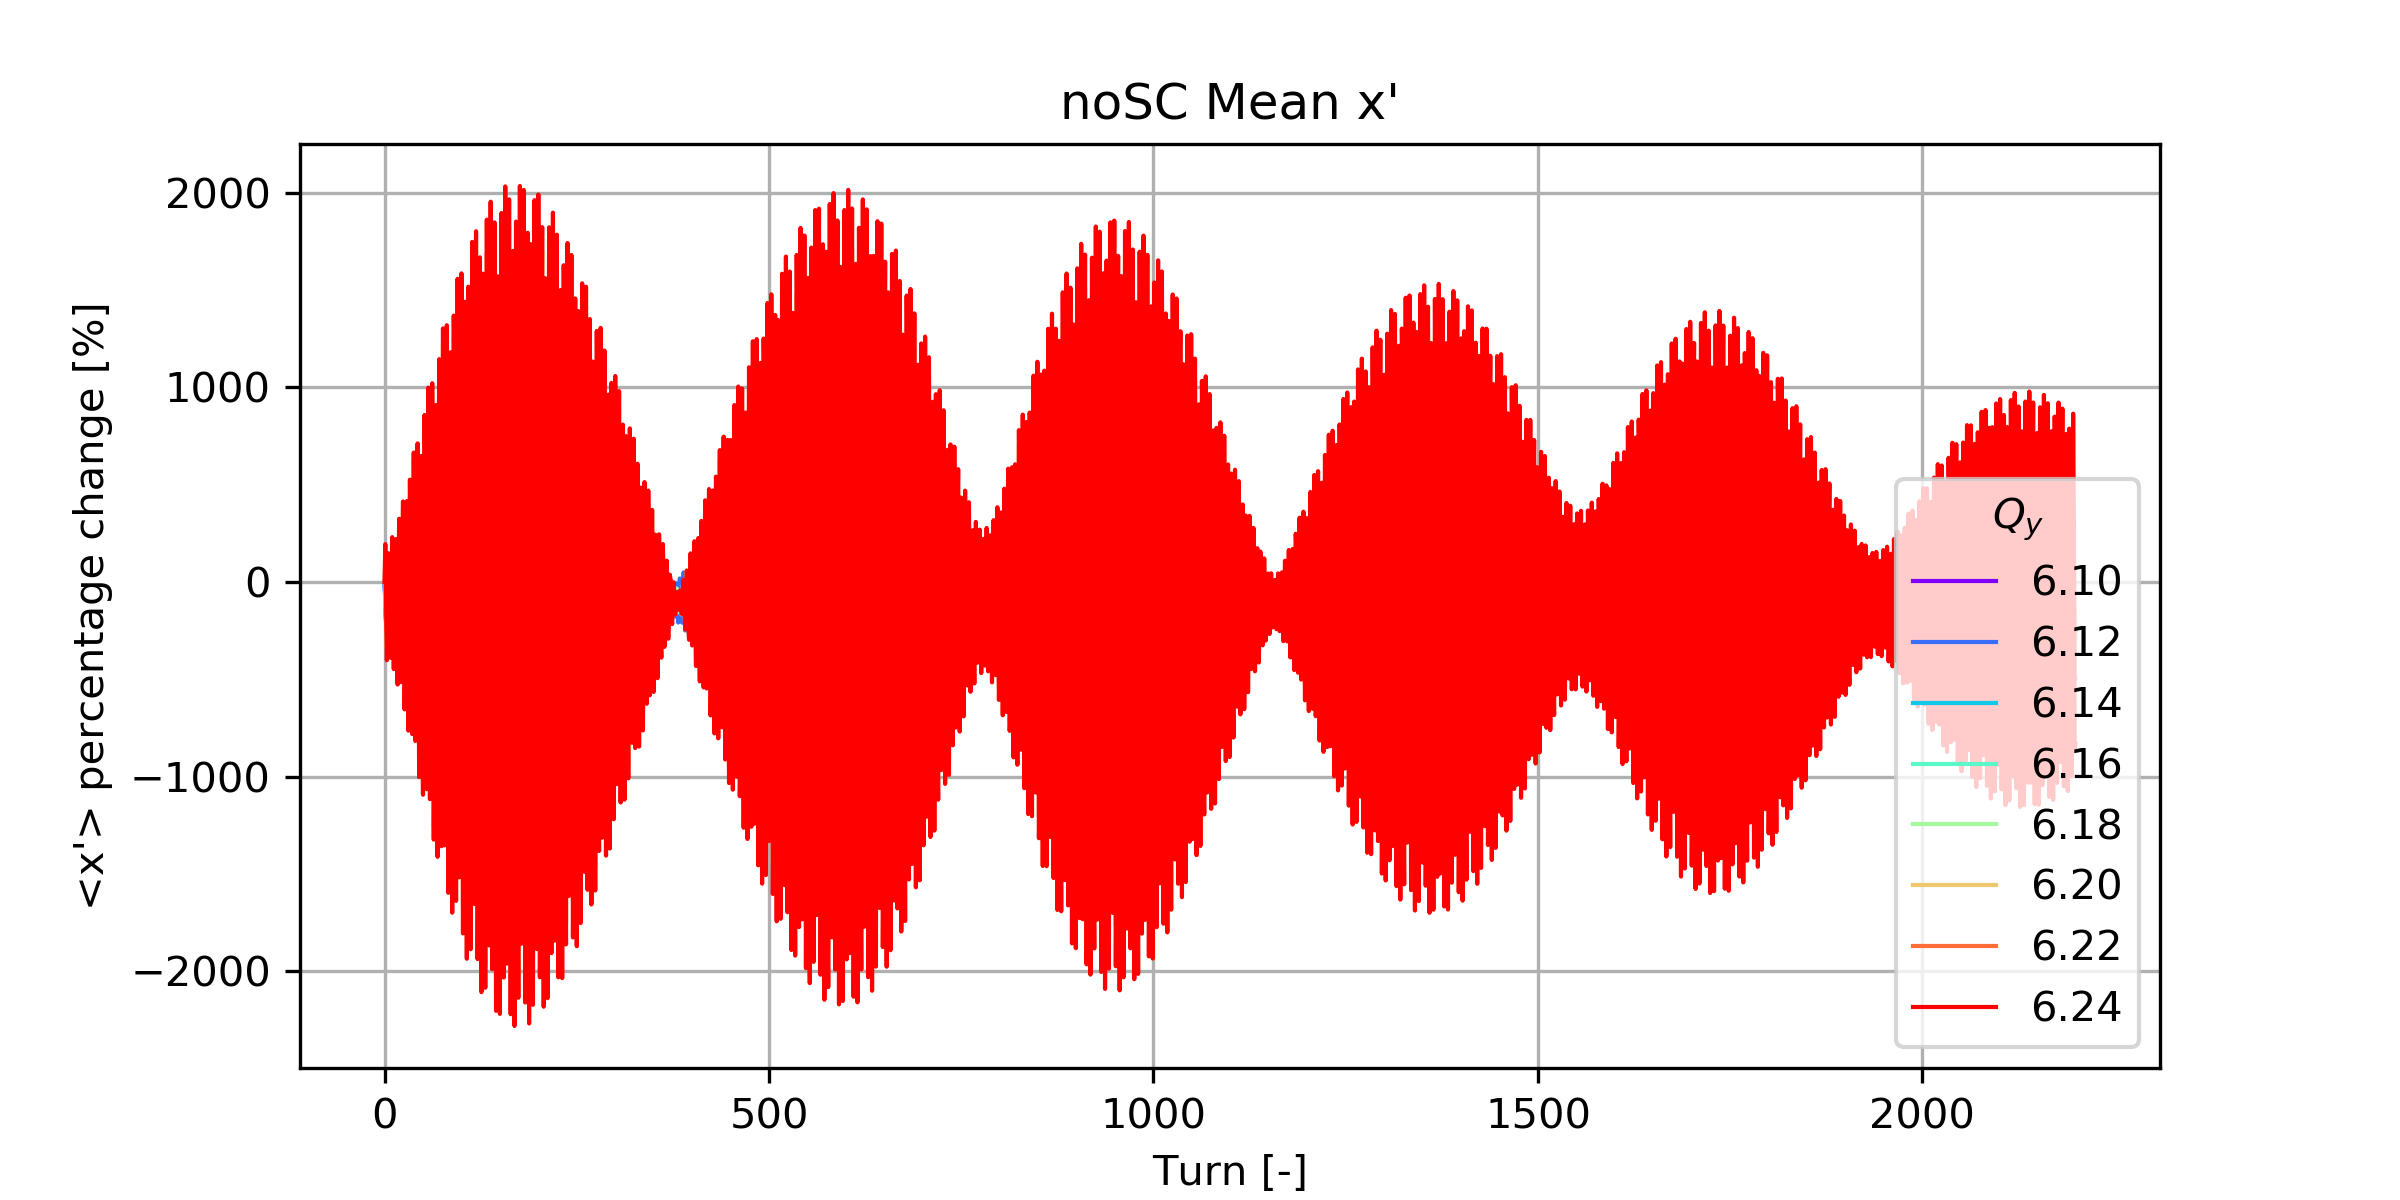 noSC Mean x'
<x'> percentage change [%]
2000
1000
0
−1000
−2000
Q_y
6.10
6.12
6.14
6.16
6.18
6.20
6.22
6.24
0 500 1000 1500 2000
Turn [-]